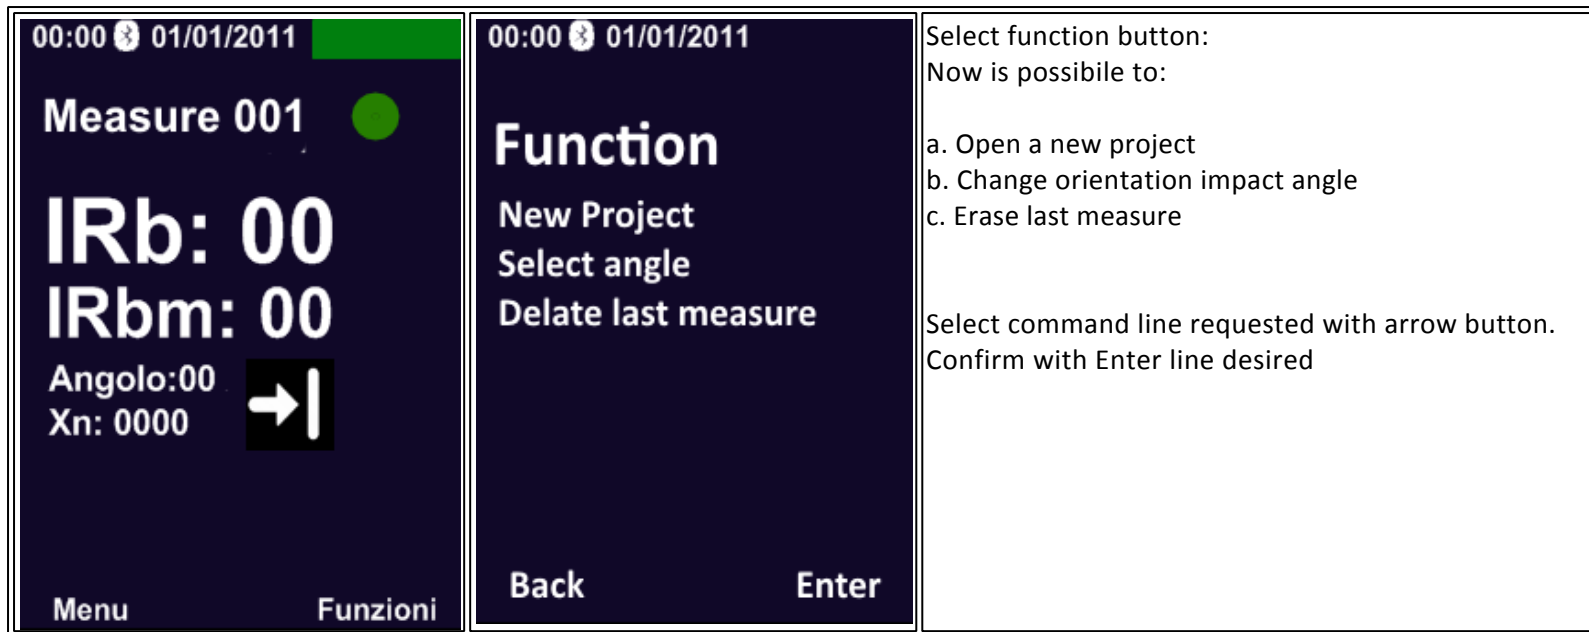 00:00 01/01/2011
Measure 001
IRb: 00
IRbm: 00
Angolo:00
Xn: 0000
Menu Funzioni
00:00 01/01/2011
Function
New Project
Select angle
Delate last measure
Back Enter
Select function button:
Now is possibile to:
a. Open a new project
b. Change orientation impact angle
c. Erase last measure
Select command line requested with arrow button.
Confirm with Enter line desired